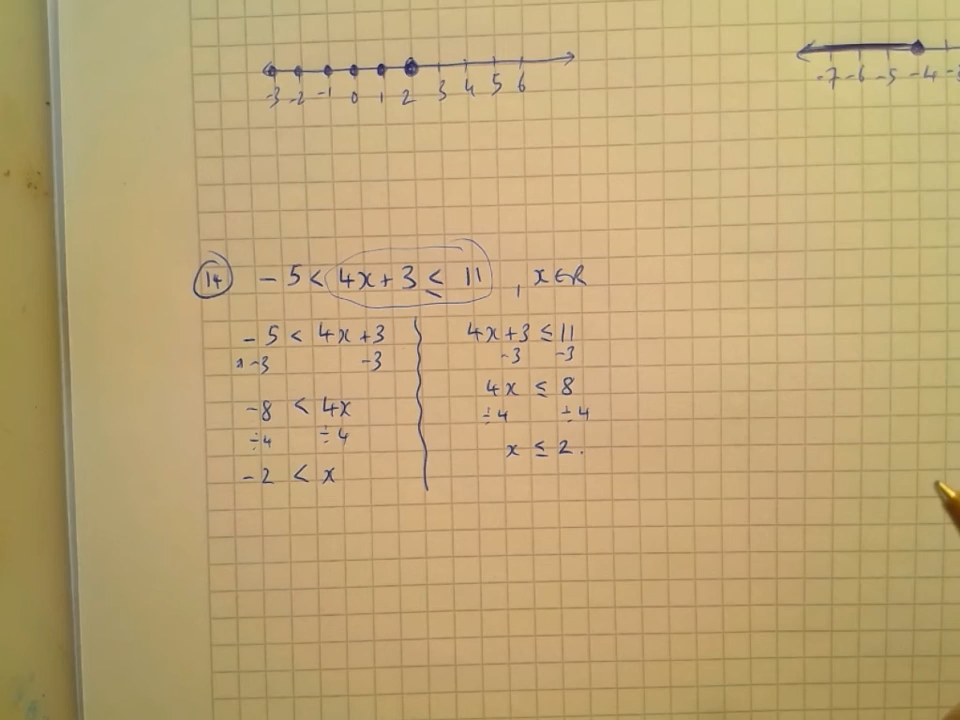 -3 -2 -1 0 1 2 3 4 5 6
-7 -6 -5 -4
14 -5 < 4x+3 ≤ 11 , x ∈ R
-5 < 4x+3
-3 -3
-8 < 4x
÷4 ÷4
-2 < x
4x+3 ≤ 11
-3 -3
4x ≤ 8
÷4 ÷4
x ≤ 2.